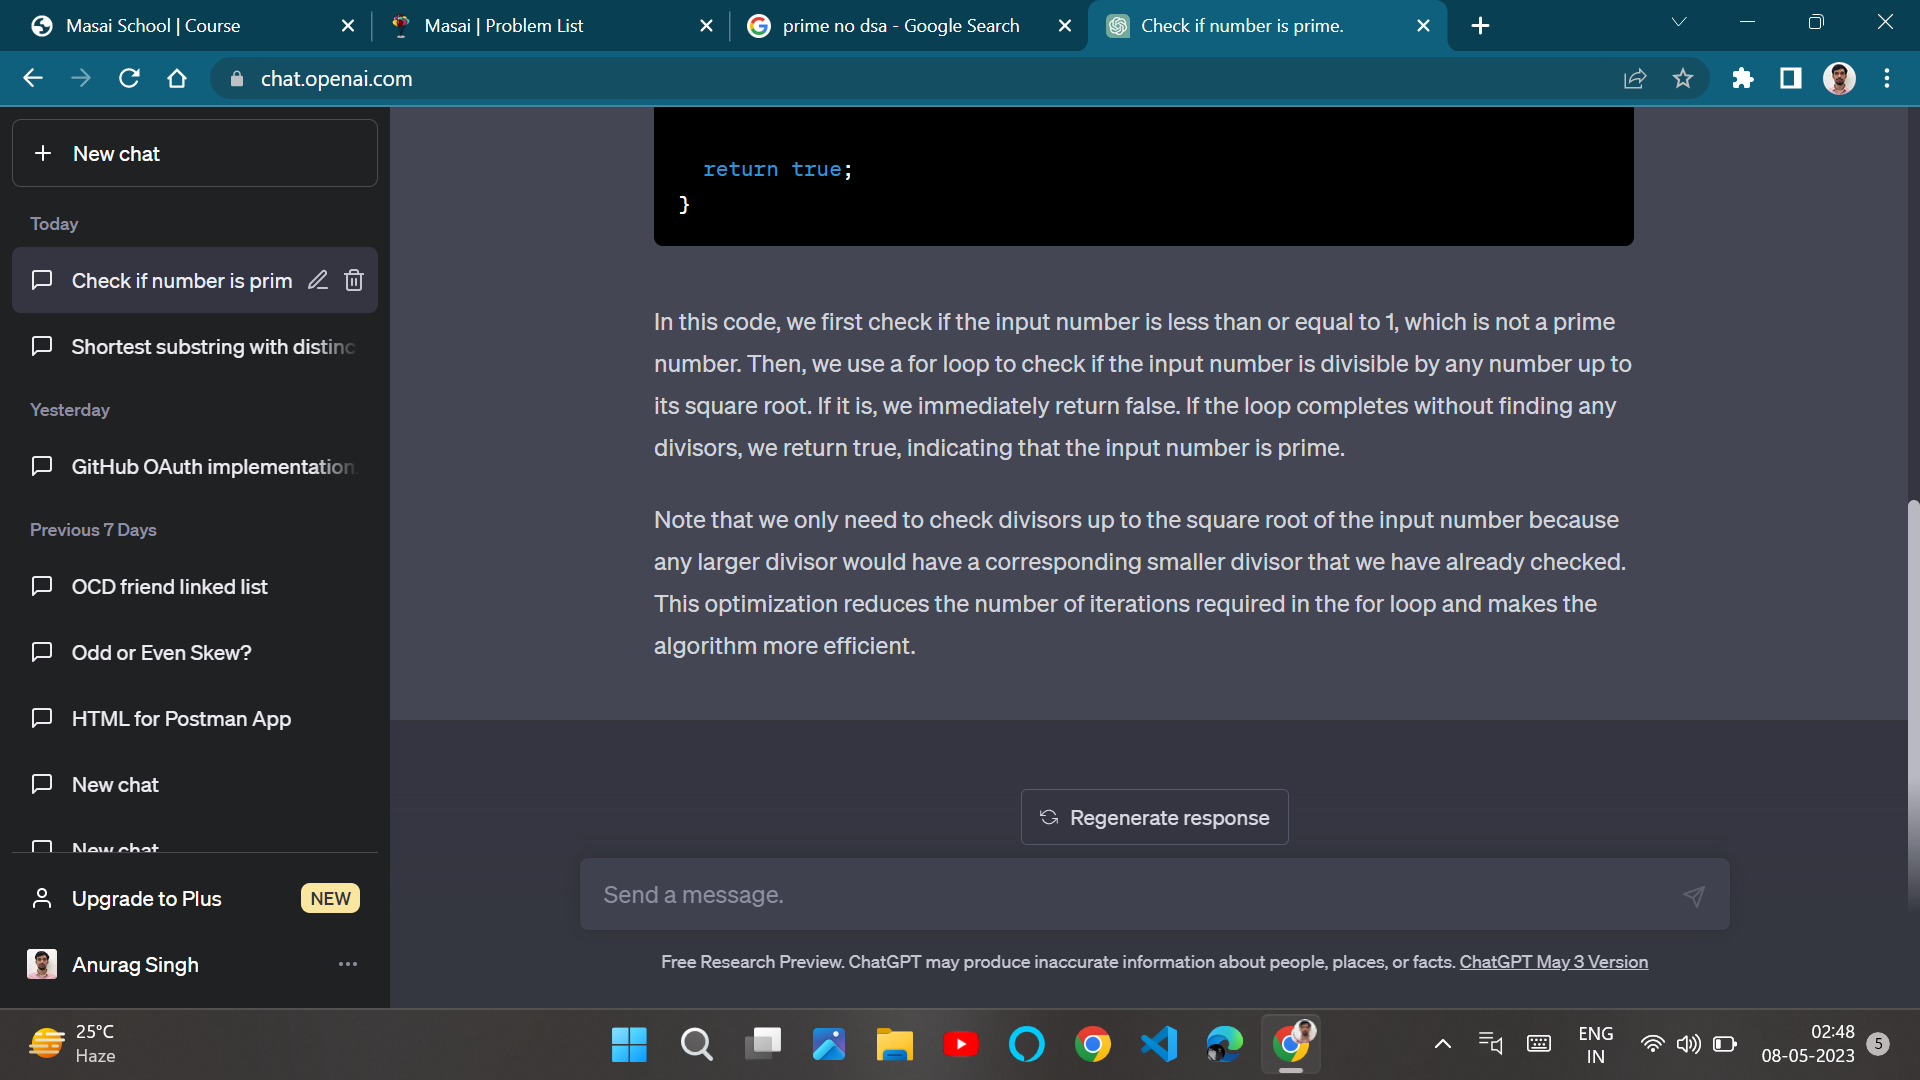 Masai School | Course
Masai | Problem List
prime no dsa - Google Search
Check if number is prime.
chat.openai.com
New chat
Today
Check if number is prim
Shortest substring with distinc
Yesterday
GitHub OAuth implementation
Previous 7 Days
OCD friend linked list
Odd or Even Skew?
HTML for Postman App
New chat
New chat
Upgrade to Plus
NEW
Anurag Singh
return true;
}
In this code, we first check if the input number is less than or equal to 1, which is not a prime
number. Then, we use a for loop to check if the input number is divisible by any number up to
its square root. If it is, we immediately return false. If the loop completes without finding any
divisors, we return true, indicating that the input number is prime.
Note that we only need to check divisors up to the square root of the input number because
any larger divisor would have a corresponding smaller divisor that we have already checked.
This optimization reduces the number of iterations required in the for loop and makes the
algorithm more efficient.
Regenerate response
Send a message.
Free Research Preview. ChatGPT may produce inaccurate information about people, places, or facts. ChatGPT May 3 Version
25°C
Haze
ENG
IN
02:48
08-05-2023
5